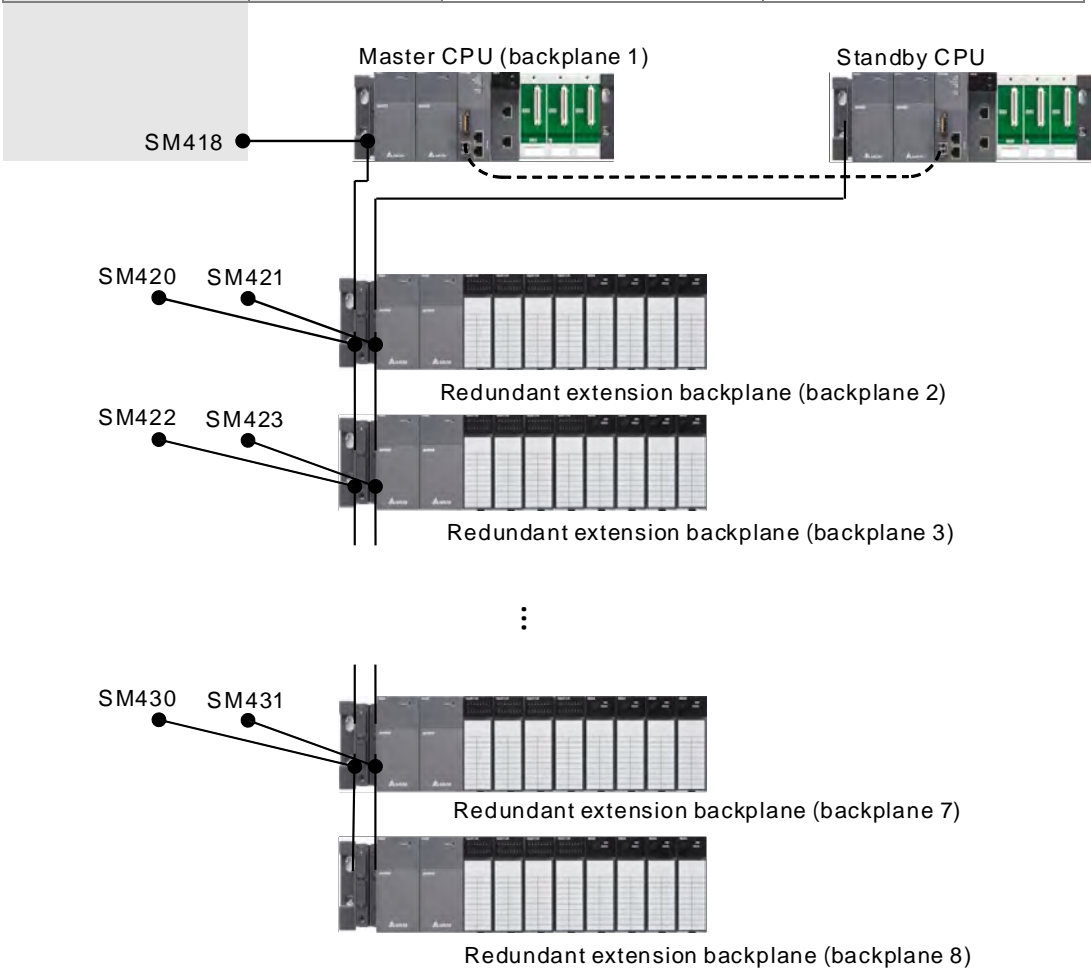 Master CPU (backplane 1)
Standby CPU
SM418
SM420 SM421
Redundant extension backplane (backplane 2)
SM422 SM423
Redundant extension backplane (backplane 3)
SM430 SM431
Redundant extension backplane (backplane 7)
Redundant extension backplane (backplane 8)